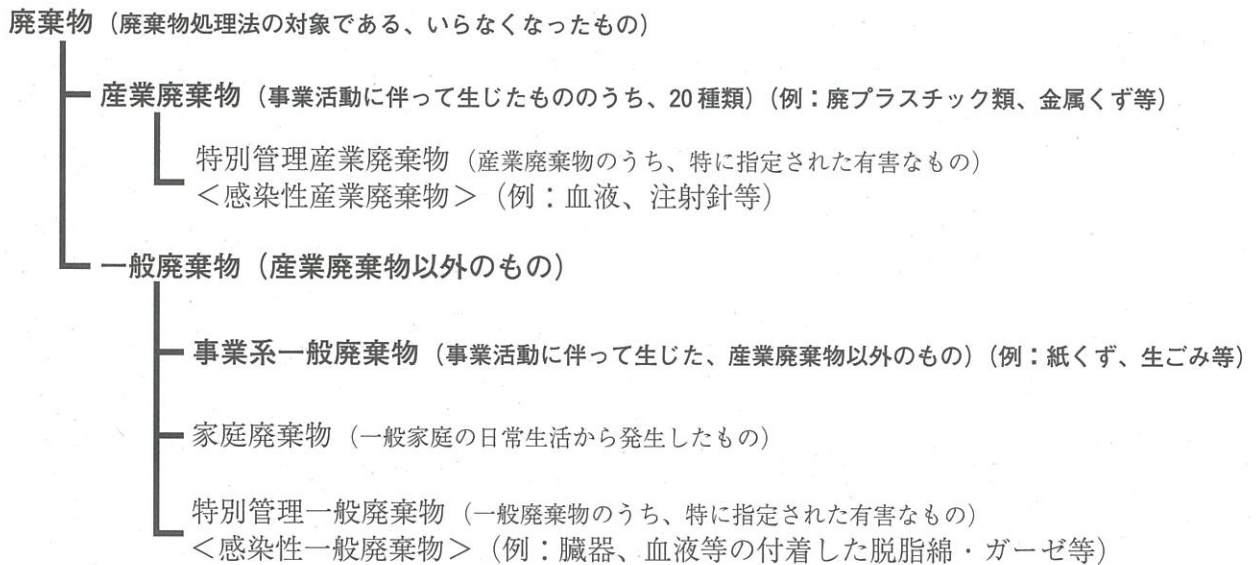 廃棄物（廃棄物処理法の対象である、いらなくなったもの）
産業廃棄物（事業活動に伴って生じたもののうち、20種類）（例：廃プラスチック類、金属くず等）
特別管理産業廃棄物（産業廃棄物のうち、特に指定された有害なもの）
＜感染性産業廃棄物＞（例：血液、注射針等）
一般廃棄物（産業廃棄物以外のもの）
事業系一般廃棄物（事業活動に伴って生じた、産業廃棄物以外のもの）（例：紙くず、生ごみ等）
家庭廃棄物（一般家庭の日常生活から発生したもの）
特別管理一般廃棄物（一般廃棄物のうち、特に指定された有害なもの）
＜感染性一般廃棄物＞（例：臓器、血液等の付着した脱脂綿・ガーゼ等）